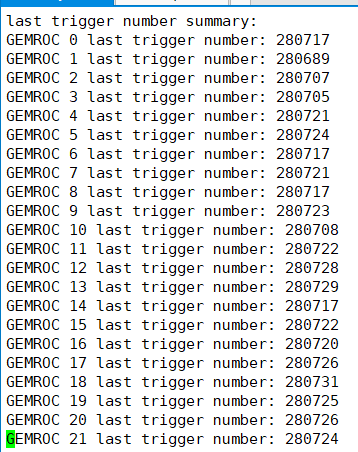 last trigger number summary:
GEMROC 0 last trigger number: 280717
GEMROC 1 last trigger number: 280689
GEMROC 2 last trigger number: 280707
GEMROC 3 last trigger number: 280705
GEMROC 4 last trigger number: 280721
GEMROC 5 last trigger number: 280724
GEMROC 6 last trigger number: 280717
GEMROC 7 last trigger number: 280721
GEMROC 8 last trigger number: 280717
GEMROC 9 last trigger number: 280723
GEMROC 10 last trigger number: 280708
GEMROC 11 last trigger number: 280722
GEMROC 12 last trigger number: 280728
GEMROC 13 last trigger number: 280729
GEMROC 14 last trigger number: 280717
GEMROC 15 last trigger number: 280722
GEMROC 16 last trigger number: 280720
GEMROC 17 last trigger number: 280726
GEMROC 18 last trigger number: 280731
GEMROC 19 last trigger number: 280725
GEMROC 20 last trigger number: 280726
GEMROC 21 last trigger number: 280724